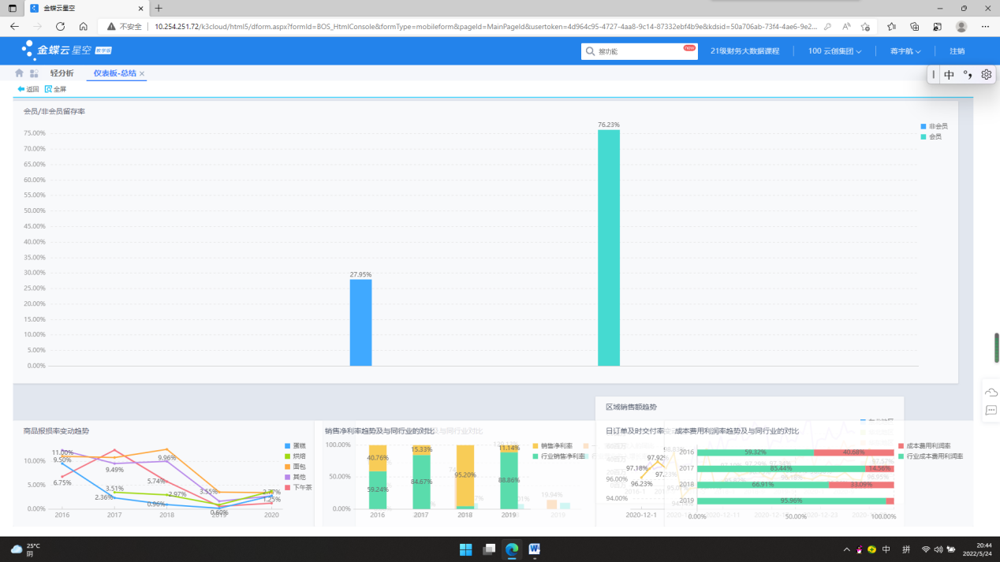 金蝶云星空
不安全
10.254.251.72/k3cloud/html5/dform.aspx?formId=BOS_HtmlConsole&formType=mobileform&pageId=MainPageId&usertoken=4d964c95-4727-4aa8-9c14-87332ebf4b9e&kdsid=50a706ab-73f4-4ae6-9e2...
金蝶云 星空 教学版
搜功能
new
21级财务大数据课程
100 云创集团
蒋宇航
注销
轻分析
仪表板-总结
中
返回
全屏
会员/非会员留存率
75.00%
70.00%
65.00%
60.00%
55.00%
50.00%
45.00%
40.00%
35.00%
30.00%
25.00%
20.00%
15.00%
10.00%
5.00%
0.00%
27.95%
76.23%
非会员
会员
区域销售额趋势
商品报损率变动趋势
10.00%
5.00%
0.00%
9.50%
6.75%
2.36%
9.49%
3.51%
9.96%
5.74%
2.97%
0.96%
3.55%
0.60%
2.77%
1.25%
2016
2017
2018
2019
2020
蛋糕
烘焙
面包
其他
下午茶
销售净利率趋势及与同行业的对比
100.00%
50.00%
0.00%
40.76%
59.24%
15.33%
84.67%
95.20%
11.14%
88.86%
2016
2017
2018
2019
销售净利率
行业销售净利率
19.94%
日订单及时交付率
96.00%
94.00%
97.18%
96.23%
97.92%
2020-12-1
成本费用利润率趋势及与同行业的对比
2016
2017
2018
2019
59.32%
40.68%
85.44%
14.56%
66.91%
33.09%
95.96%
0.00%
50.00%
100.00%
成本费用利润率
行业成本费用利润率
25°C
阴
中
拼
20:44
2022/5/24